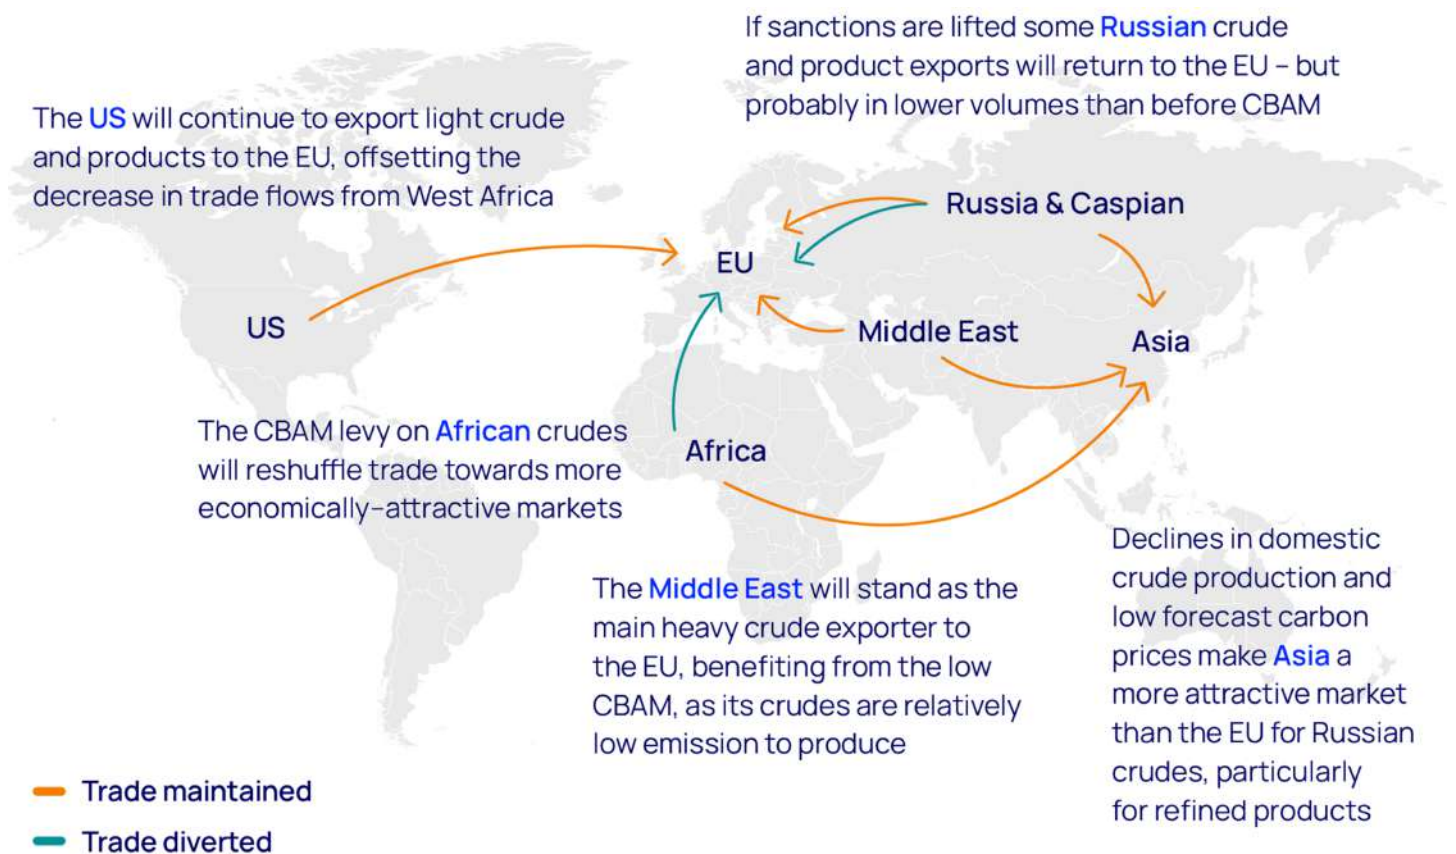 If sanctions are lifted some Russian crude
and product exports will return to the EU – but
probably in lower volumes than before CBAM
The US will continue to export light crude
and products to the EU, offsetting the
decrease in trade flows from West Africa
Russia & Caspian
EU
US
Middle East
Asia
The CBAM levy on African crudes
will reshuffle trade towards more
economically–attractive markets
Africa
The Middle East will stand as the
main heavy crude exporter to
the EU, benefiting from the low
CBAM, as its crudes are relatively
low emission to produce
Declines in domestic
crude production and
low forecast carbon
prices make Asia a
more attractive market
than the EU for Russian
crudes, particularly
for refined products
Trade maintained
Trade diverted